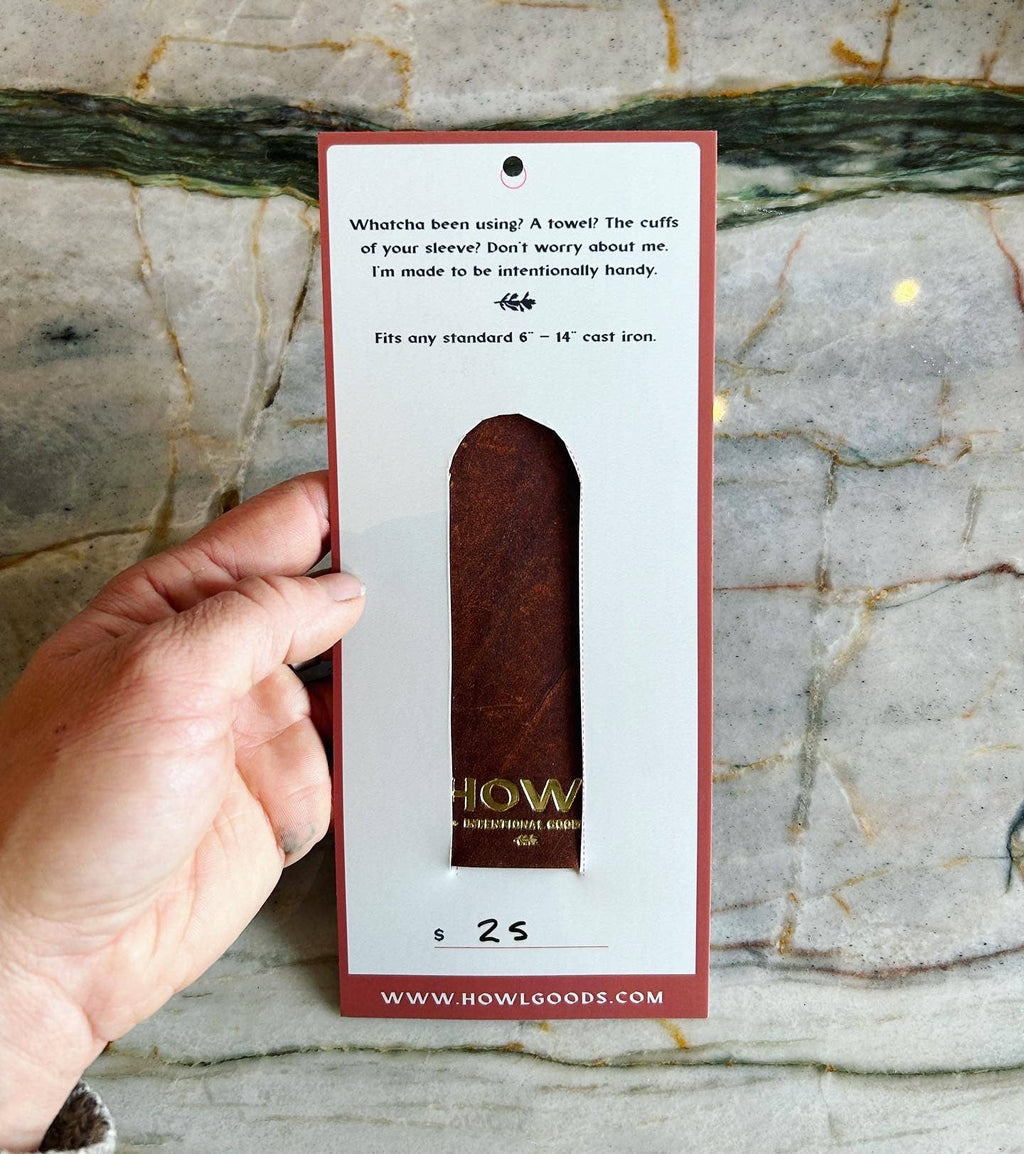 Whatcha been using? A towel? The cuffs
of your sleeve? Don't worry about me.
I'm made to be intentionally handy.
Fits any standard 6" – 14" cast iron.
HOW
INTENTIONAL GOOD
$ 25
WWW.HOWLGOODS.COM